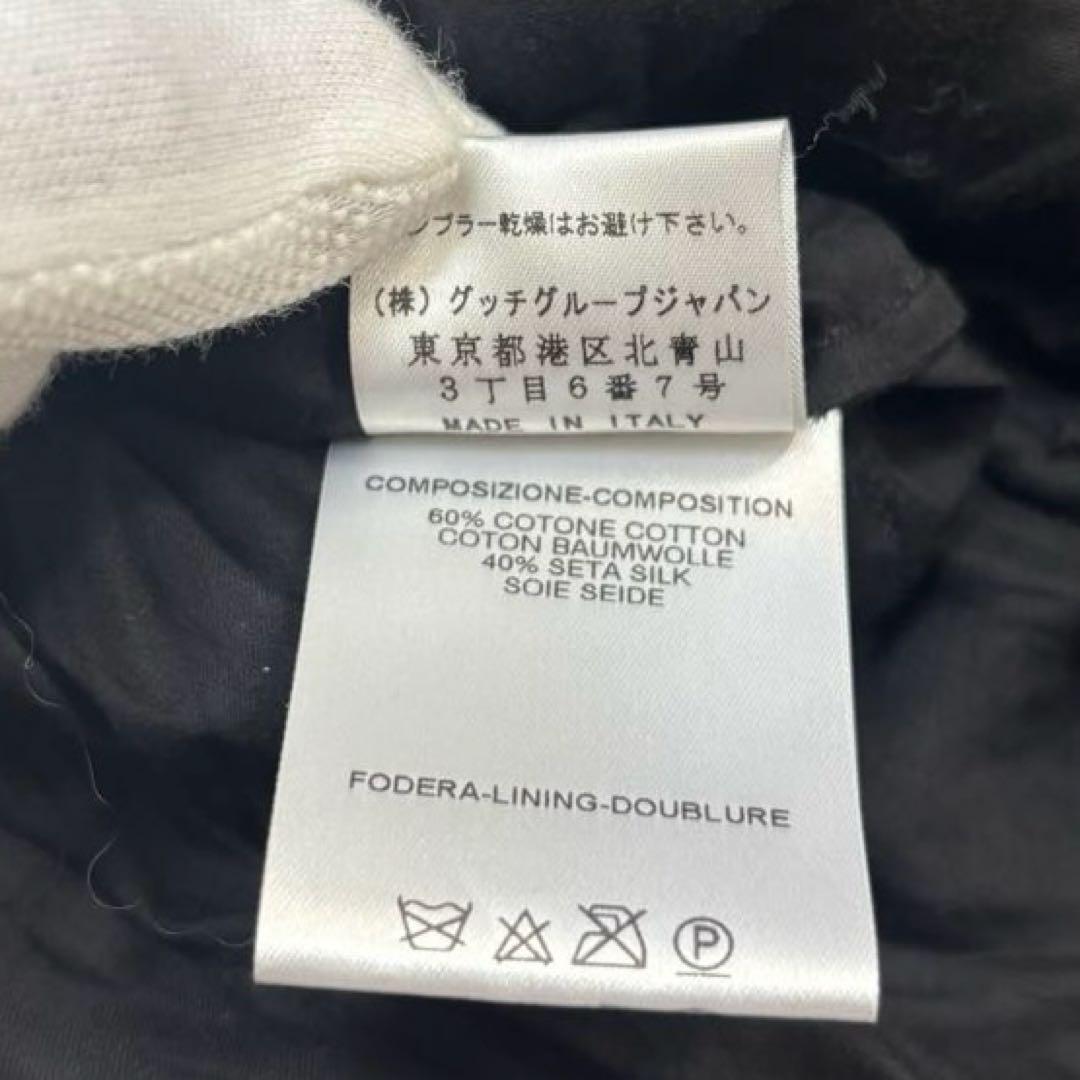 ンブラー乾燥はお避け下さい。
(株)グッチグループジャパン
東京都港区北青山
3丁目6番7号
MADE IN ITALY
COMPOSIZIONE-COMPOSITION
60% COTONE COTTON
COTON BAUMWOLLE
40% SETA SILK
SOIE SEIDE
FODERA-LINING-DOUBLURE
P